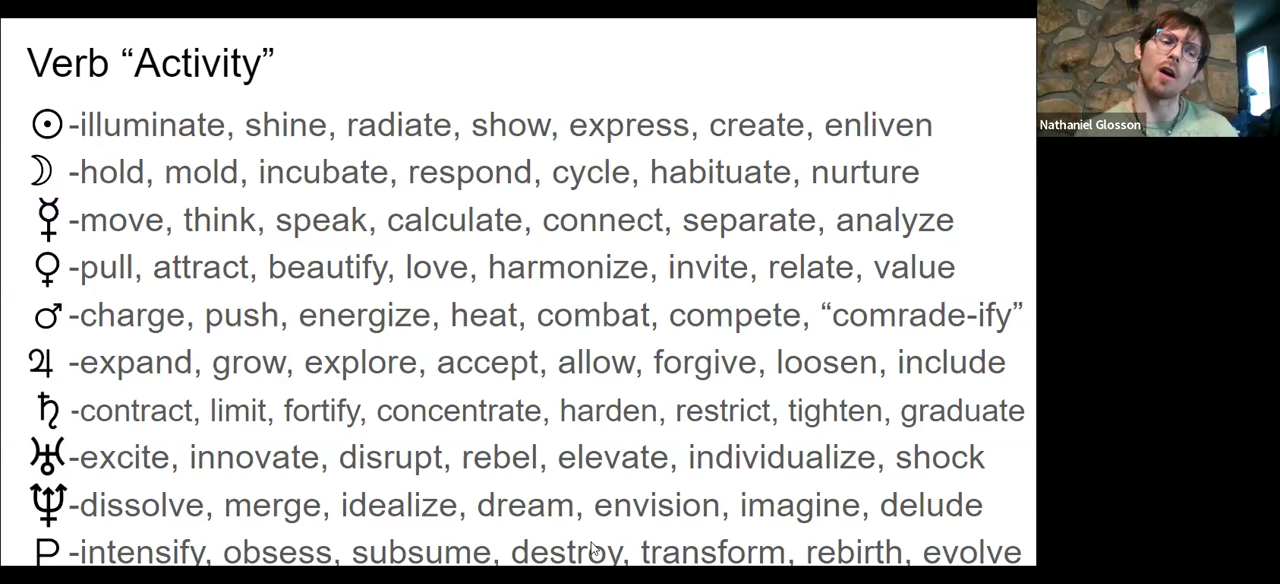 Verb “Activity”
☉-illuminate, shine, radiate, show, express, create, enliven
☽-hold, mold, incubate, respond, cycle, habituate, nurture
☿-move, think, speak, calculate, connect, separate, analyze
♀-pull, attract, beautify, love, harmonize, invite, relate, value
♂-charge, push, energize, heat, combat, compete, “comrade-ify”
♃-expand, grow, explore, accept, allow, forgive, loosen, include
♄-contract, limit, fortify, concentrate, harden, restrict, tighten, graduate
♅-excite, innovate, disrupt, rebel, elevate, individualize, shock
♆-dissolve, merge, idealize, dream, envision, imagine, delude
♇-intensify, obsess, subsume, destroy, transform, rebirth, evolve
Nathaniel Glosson